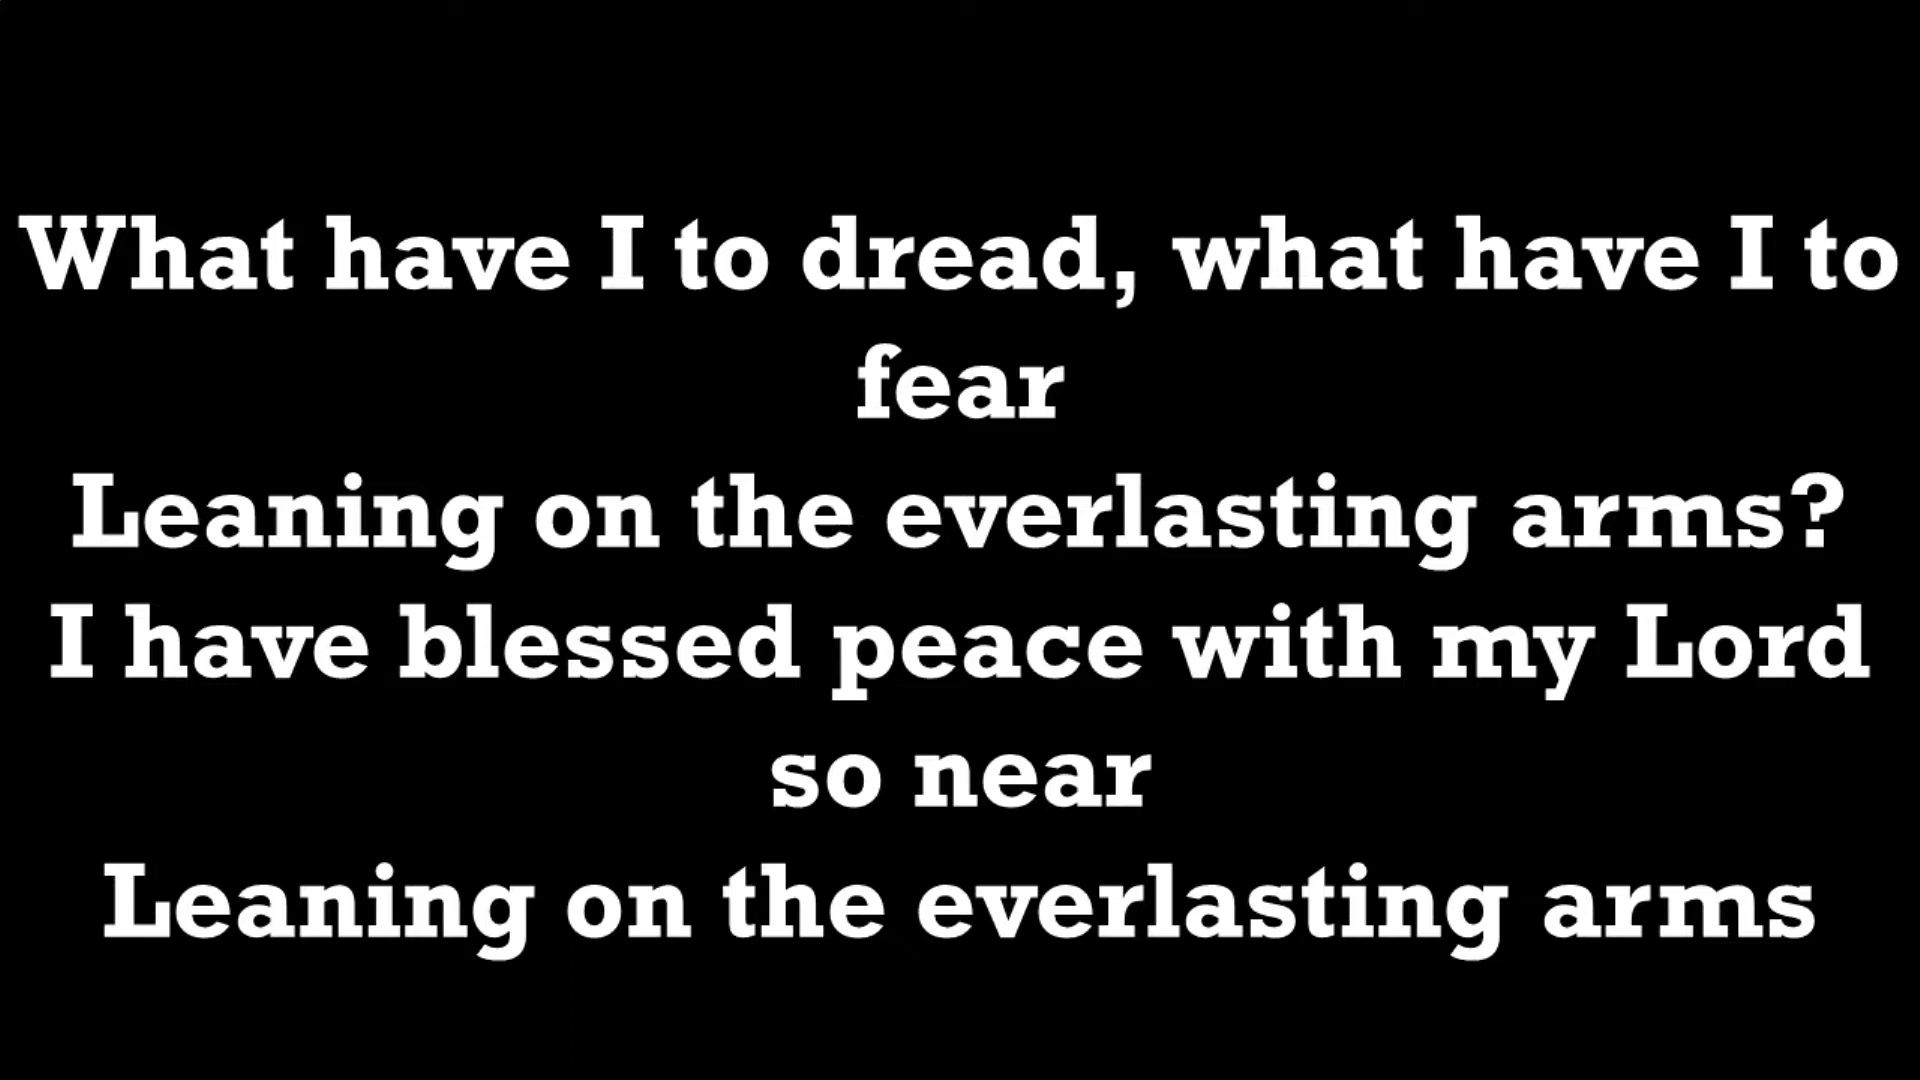 What have I to dread, what have I to
fear
Leaning on the everlasting arms?
I have blessed peace with my Lord
so near
Leaning on the everlasting arms